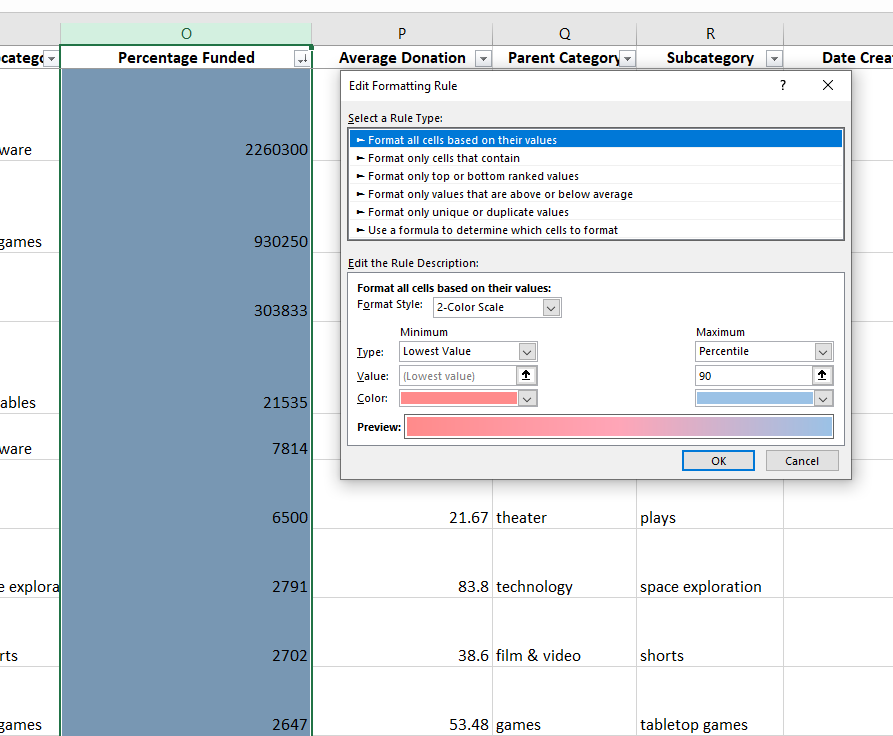 O P Q R
catego Percentage Funded Average Donation Parent Category Subcategory Date Crea
Edit Formatting Rule ? ×
Select a Rule Type:
► Format all cells based on their values
► Format only cells that contain
► Format only top or bottom ranked values
► Format only values that are above or below average
► Format only unique or duplicate values
► Use a formula to determine which cells to format
Edit the Rule Description:
Format all cells based on their values:
Format Style: 2-Color Scale
Minimum Maximum
Type: Lowest Value Percentile
Value: (Lowest value) 90
Color:
Preview:
OK Cancel
ware 2260300
games 930250
303833
ables 21535
ware 7814
6500 21.67 theater plays
e explora 2791 83.8 technology space exploration
rts 2702 38.6 film & video shorts
games 2647 53.48 games tabletop games